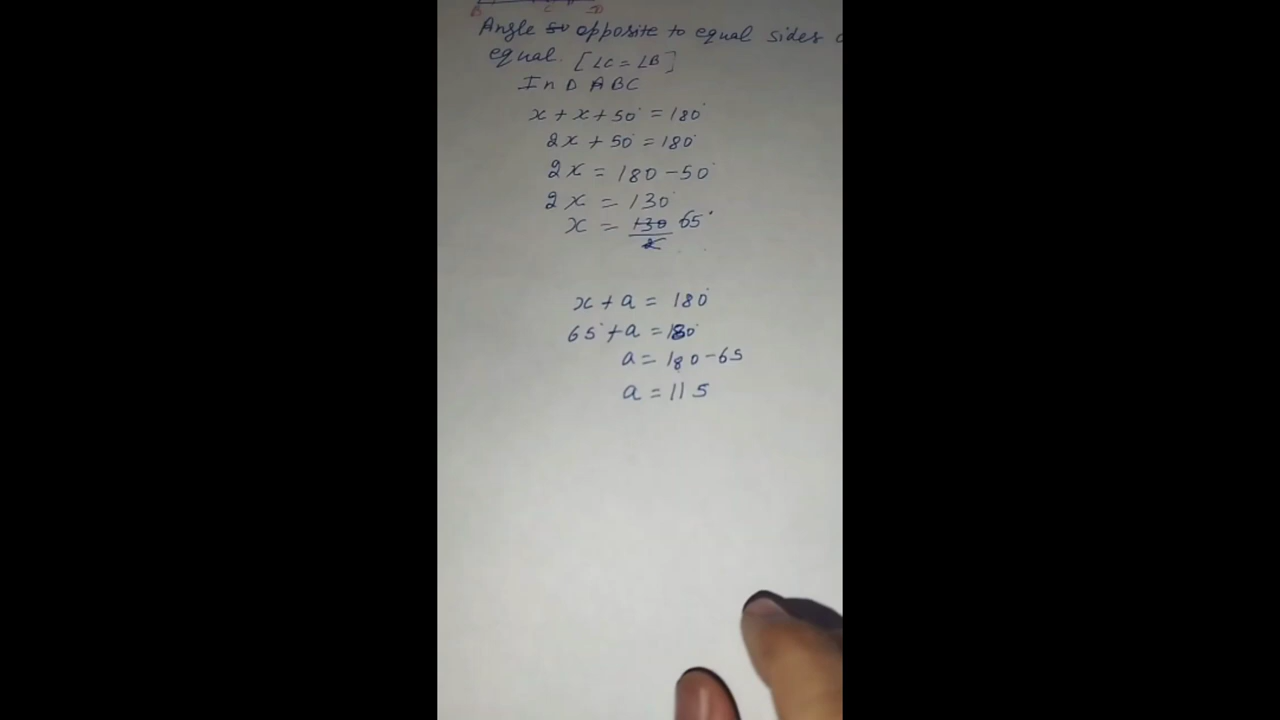 B C D
Angle so opposite to equal sides
equal. [∠C = ∠B]
In Δ ABC
x + x + 50° = 180°
2x + 50° = 180°
2x = 180 - 50°
2x = 130°
x = 130/2 65°
x + a = 180°
65° + a = 180°
a = 180 - 65
a = 115